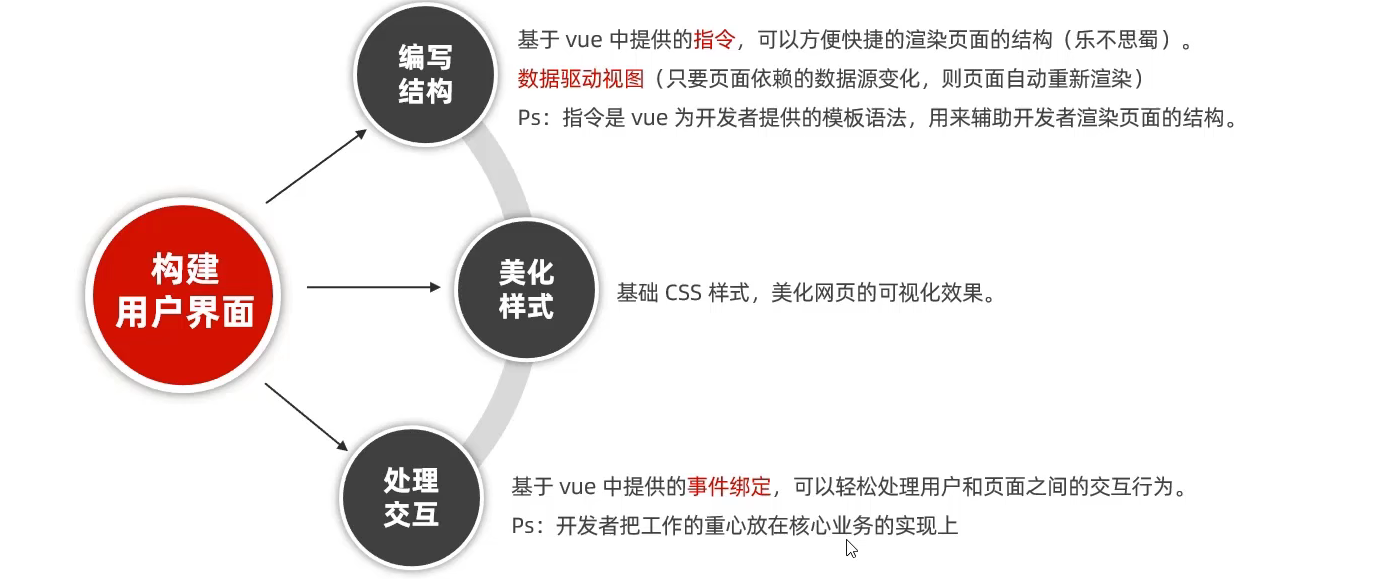 编写
结构
基于 vue 中提供的指令，可以方便快捷的渲染页面的结构（乐不思蜀）。
数据驱动视图（只要页面依赖的数据源变化，则页面自动重新渲染）
Ps：指令是 vue 为开发者提供的模板语法，用来辅助开发者渲染页面的结构。
构建
用户界面
美化
样式
基础 CSS 样式，美化网页的可视化效果。
处理
交互
基于 vue 中提供的事件绑定，可以轻松处理用户和页面之间的交互行为。
Ps：开发者把工作的重心放在核心业务的实现上